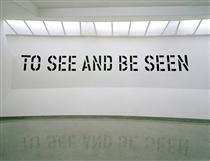 TO SEE AND BE SEEN